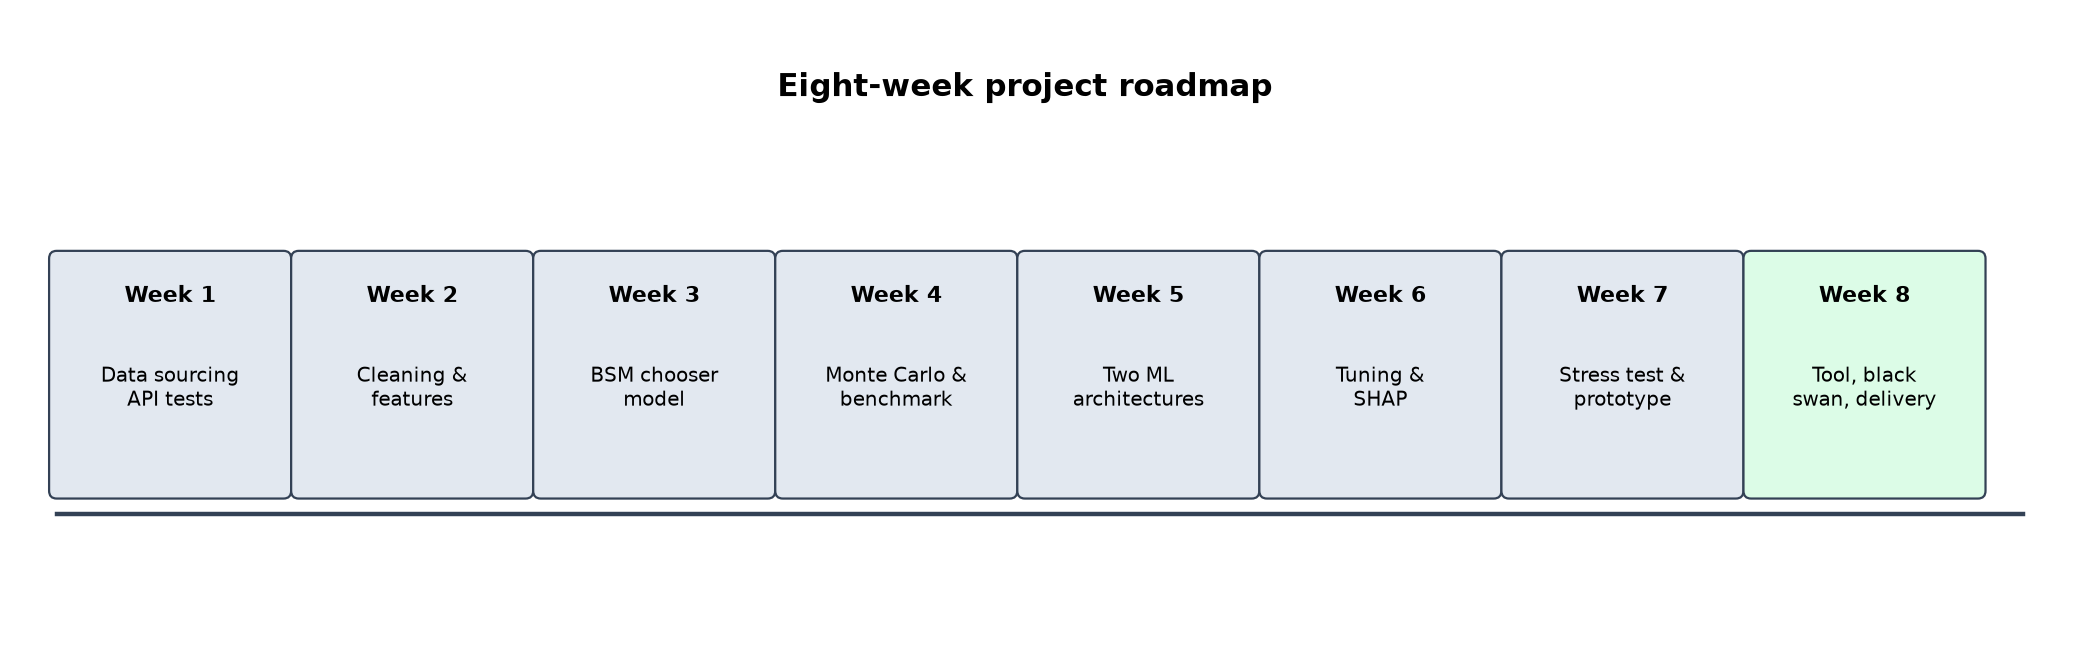 Eight-week project roadmap
Week 1
Data sourcing
API tests
Week 2
Cleaning &
features
Week 3
BSM chooser
model
Week 4
Monte Carlo &
benchmark
Week 5
Two ML
architectures
Week 6
Tuning &
SHAP
Week 7
Stress test &
prototype
Week 8
Tool, black
swan, delivery